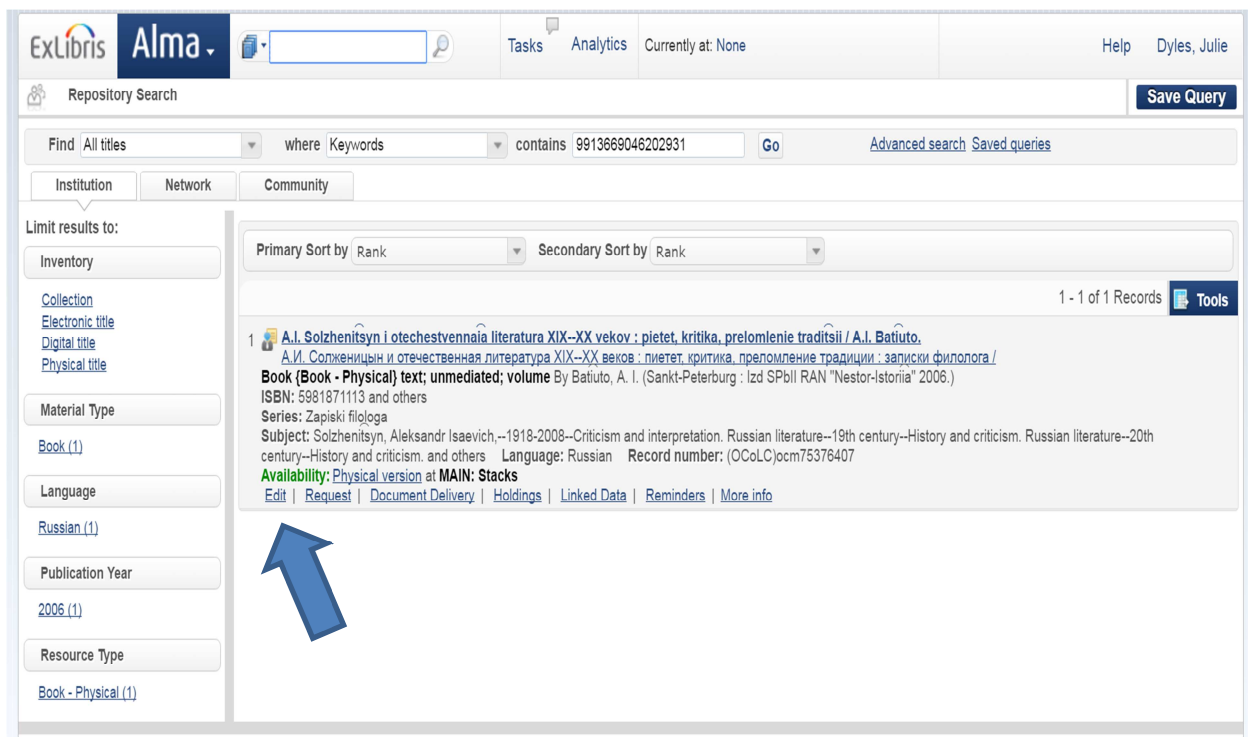 ExLibris Alma Tasks Analytics Currently at: None Help Dyles, Julie
Repository Search Save Query
Find All titles where Keywords contains 9913669046202931 Go Advanced search Saved queries
Institution Network Community
Limit results to:
Inventory
Collection
Electronic title
Digital title
Physical title
Material Type
Book (1)
Language
Russian (1)
Publication Year
2006 (1)
Resource Type
Book - Physical (1)
Primary Sort by Rank Secondary Sort by Rank
1 - 1 of 1 Records Tools
1 A.I. Solzhenit͡syn i otechestvennai͡a literatura XIX--XX vekov : pietet, kritika, prelomlenie tradit͡sii / A.I. Bati͡uto.
А.И. Солженицын и отечественная литература XIX--XX веков : пиетет, критика, преломление традиции : записки филолога /
Book {Book - Physical} text; unmediated; volume By Bati͡uto, A. I. (Sankt-Peterburg : Izd SPbII RAN "Nestor-Istorii͡a" 2006.)
ISBN: 5981871113 and others
Series: Zapiski filologa
Subject: Solzhenit͡syn, Aleksandr Isaevich,--1918-2008--Criticism and interpretation. Russian literature--19th century--History and criticism. Russian literature--20th
century--History and criticism. and others Language: Russian Record number: (OCoLC)ocm75376407
Availability: Physical version at MAIN: Stacks
Edit | Request | Document Delivery | Holdings | Linked Data | Reminders | More info